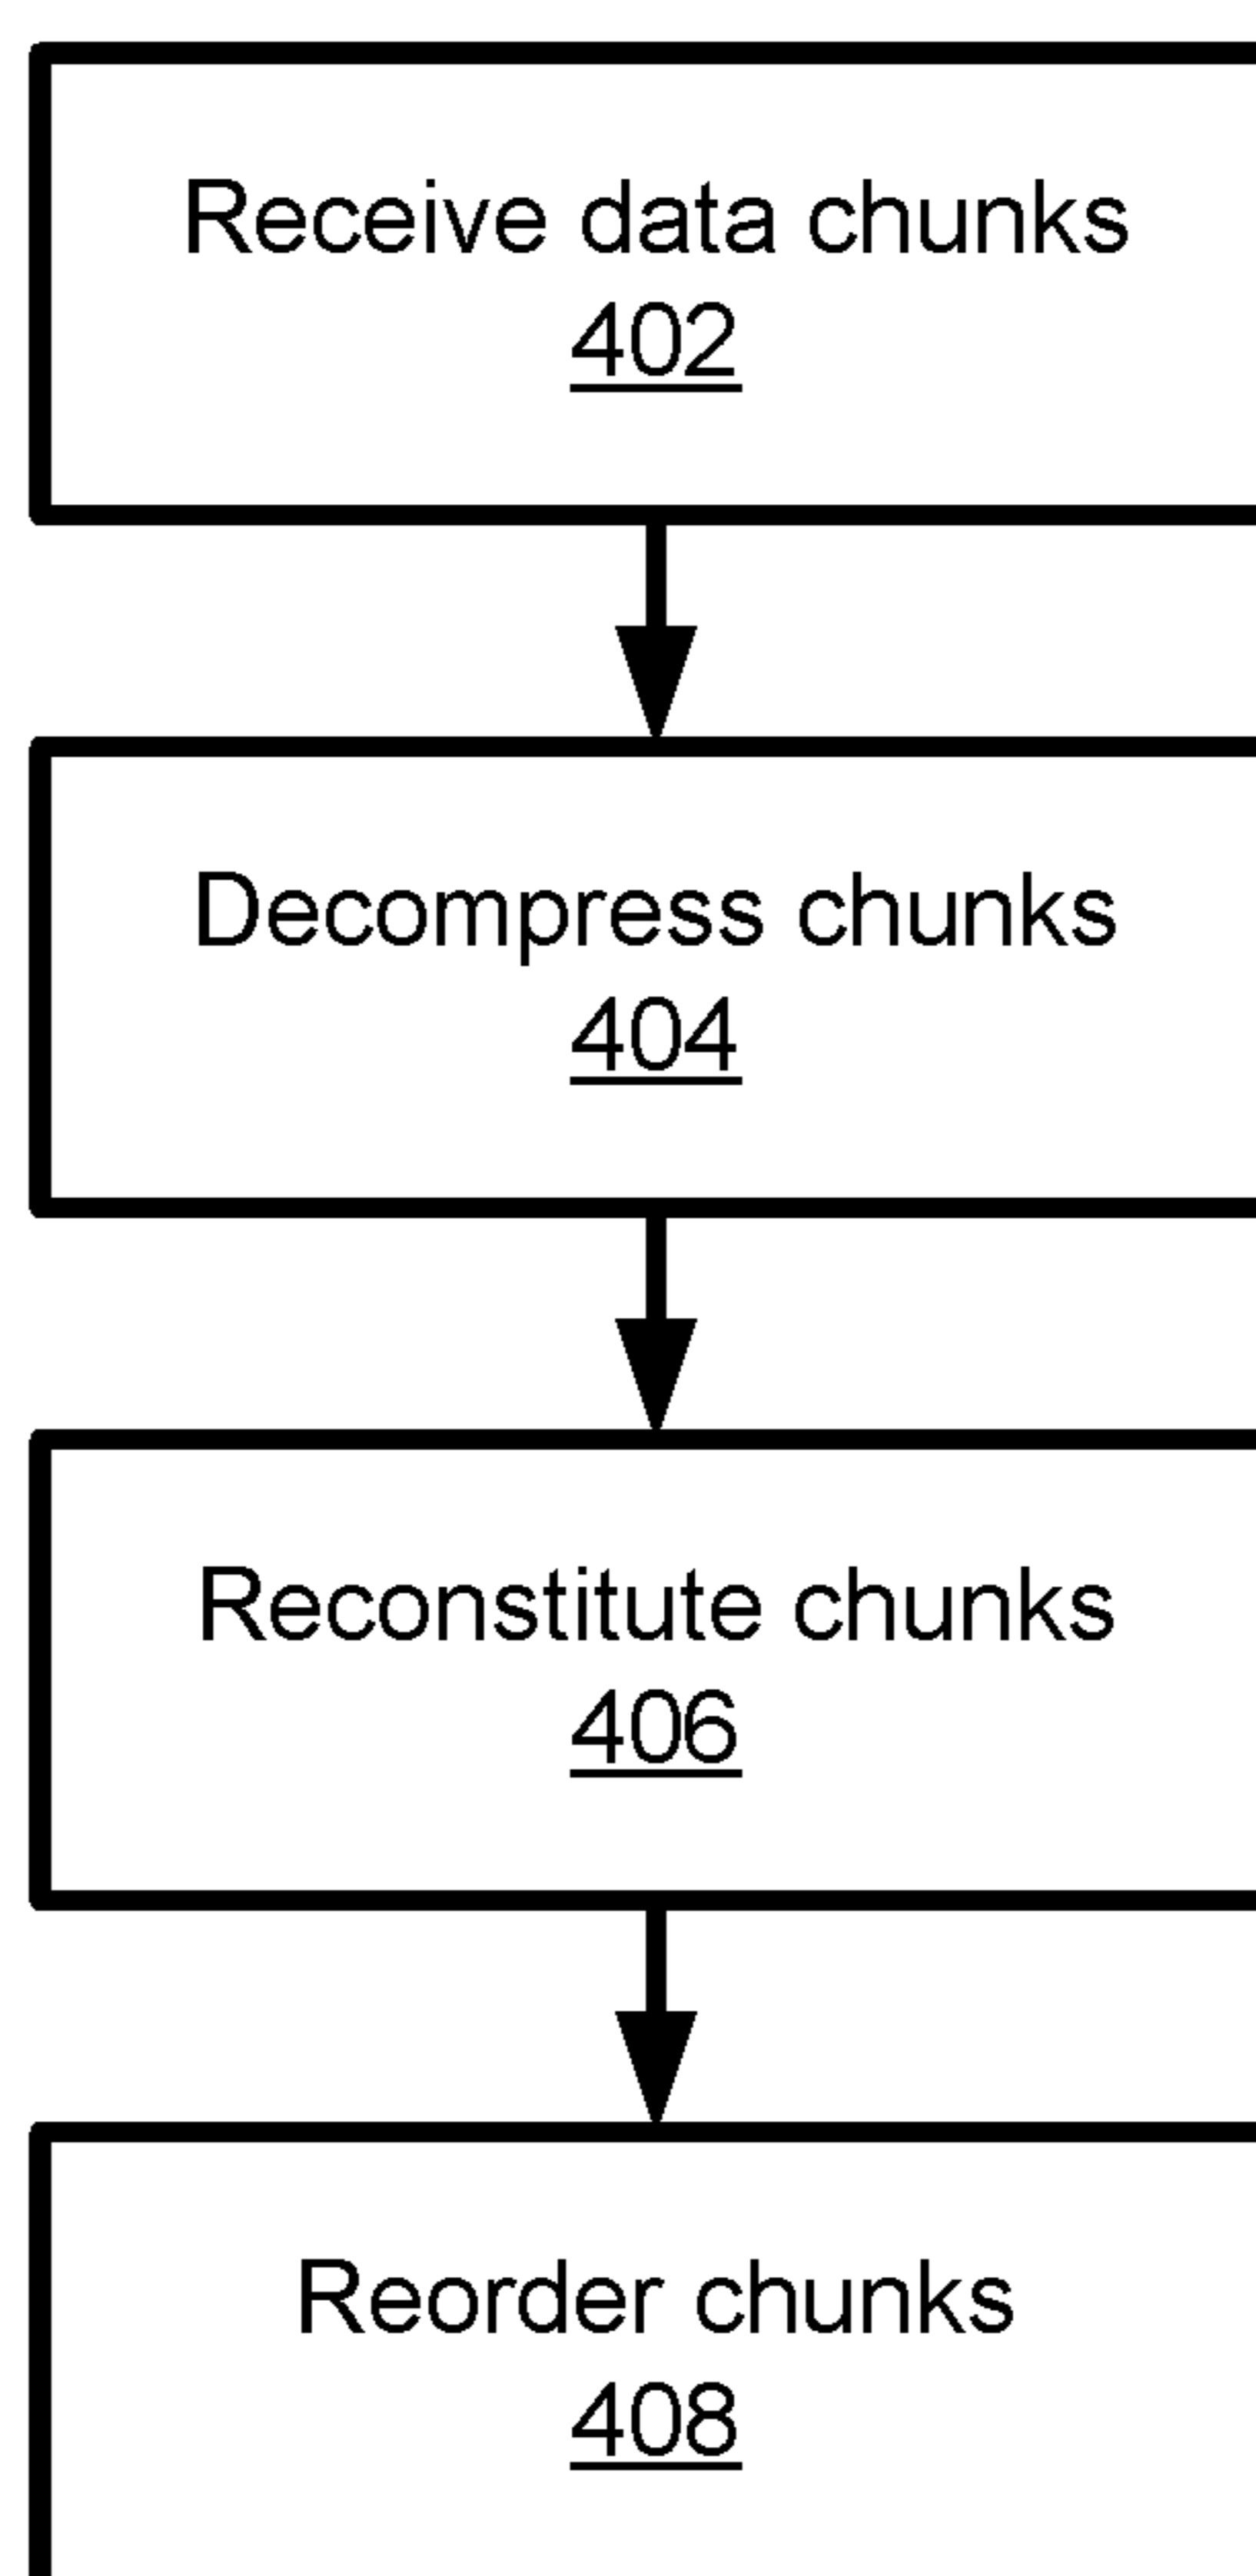 Receive data chunks
402
Decompress chunks
404
Reconstitute chunks
406
Reorder chunks
408